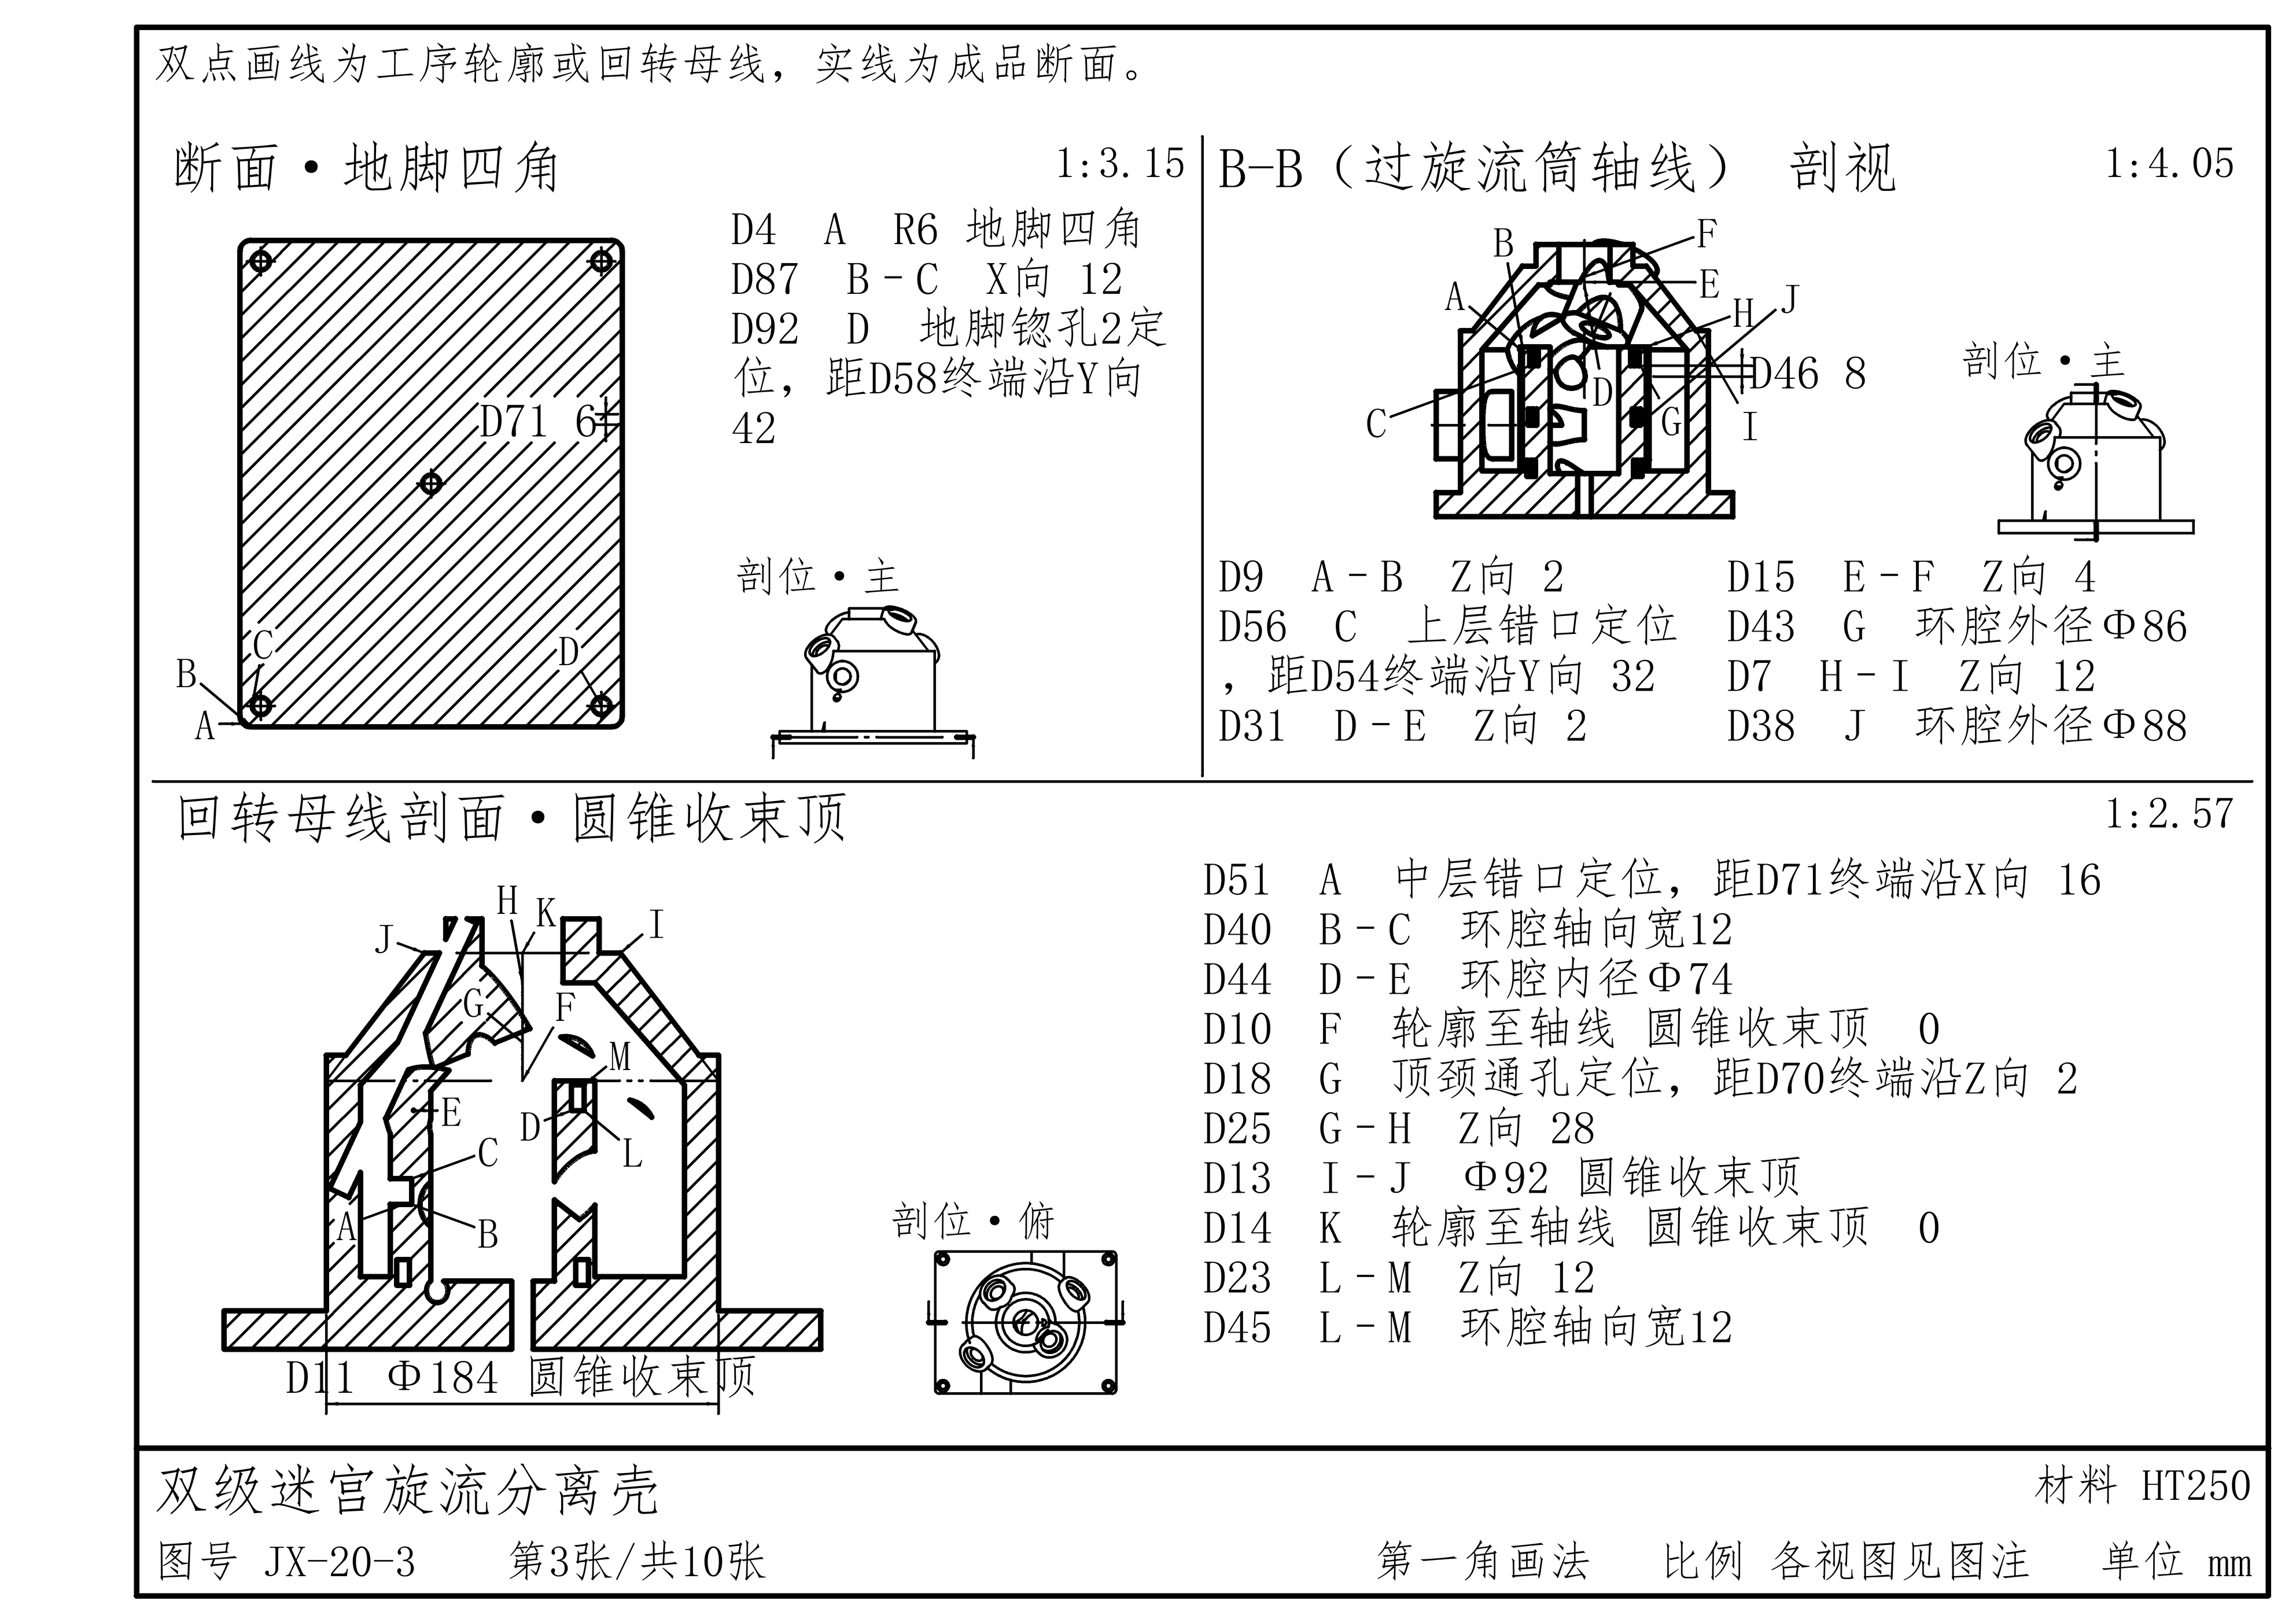 双点画线为工序轮廓或回转母线，实线为成品断面。
断面·地脚四角
1:3.15
D4 A R6 地脚四角
D87 B-C X向 12
D92 D 地脚锪孔2定
位，距D58终端沿Y向
42
D71 6
C
D
B
A
剖位·主
B-B（过旋流筒轴线） 剖视
1:4.05
B
F
A
E
J
H
D46 8
D
C
G
I
剖位·主
D9 A-B Z向 2
D56 C 上层错口定位
，距D54终端沿Y向 32
D31 D-E Z向 2
D15 E-F Z向 4
D43 G 环腔外径Φ86
D7 H-I Z向 12
D38 J 环腔外径Φ88
回转母线剖面·圆锥收束顶
1:2.57
H
K
I
J
G
F
M
E
D
C
L
A
B
D11 Φ184 圆锥收束顶
剖位·俯
D51 A 中层错口定位，距D71终端沿X向 16
D40 B-C 环腔轴向宽12
D44 D-E 环腔内径Φ74
D10 F 轮廓至轴线 圆锥收束顶 0
D18 G 顶颈通孔定位，距D70终端沿Z向 2
D25 G-H Z向 28
D13 I-J Φ92 圆锥收束顶
D14 K 轮廓至轴线 圆锥收束顶 0
D23 L-M Z向 12
D45 L-M 环腔轴向宽12
双级迷宫旋流分离壳
材料 HT250
图号 JX-20-3 第3张/共10张
第一角画法 比例 各视图见图注 单位 mm